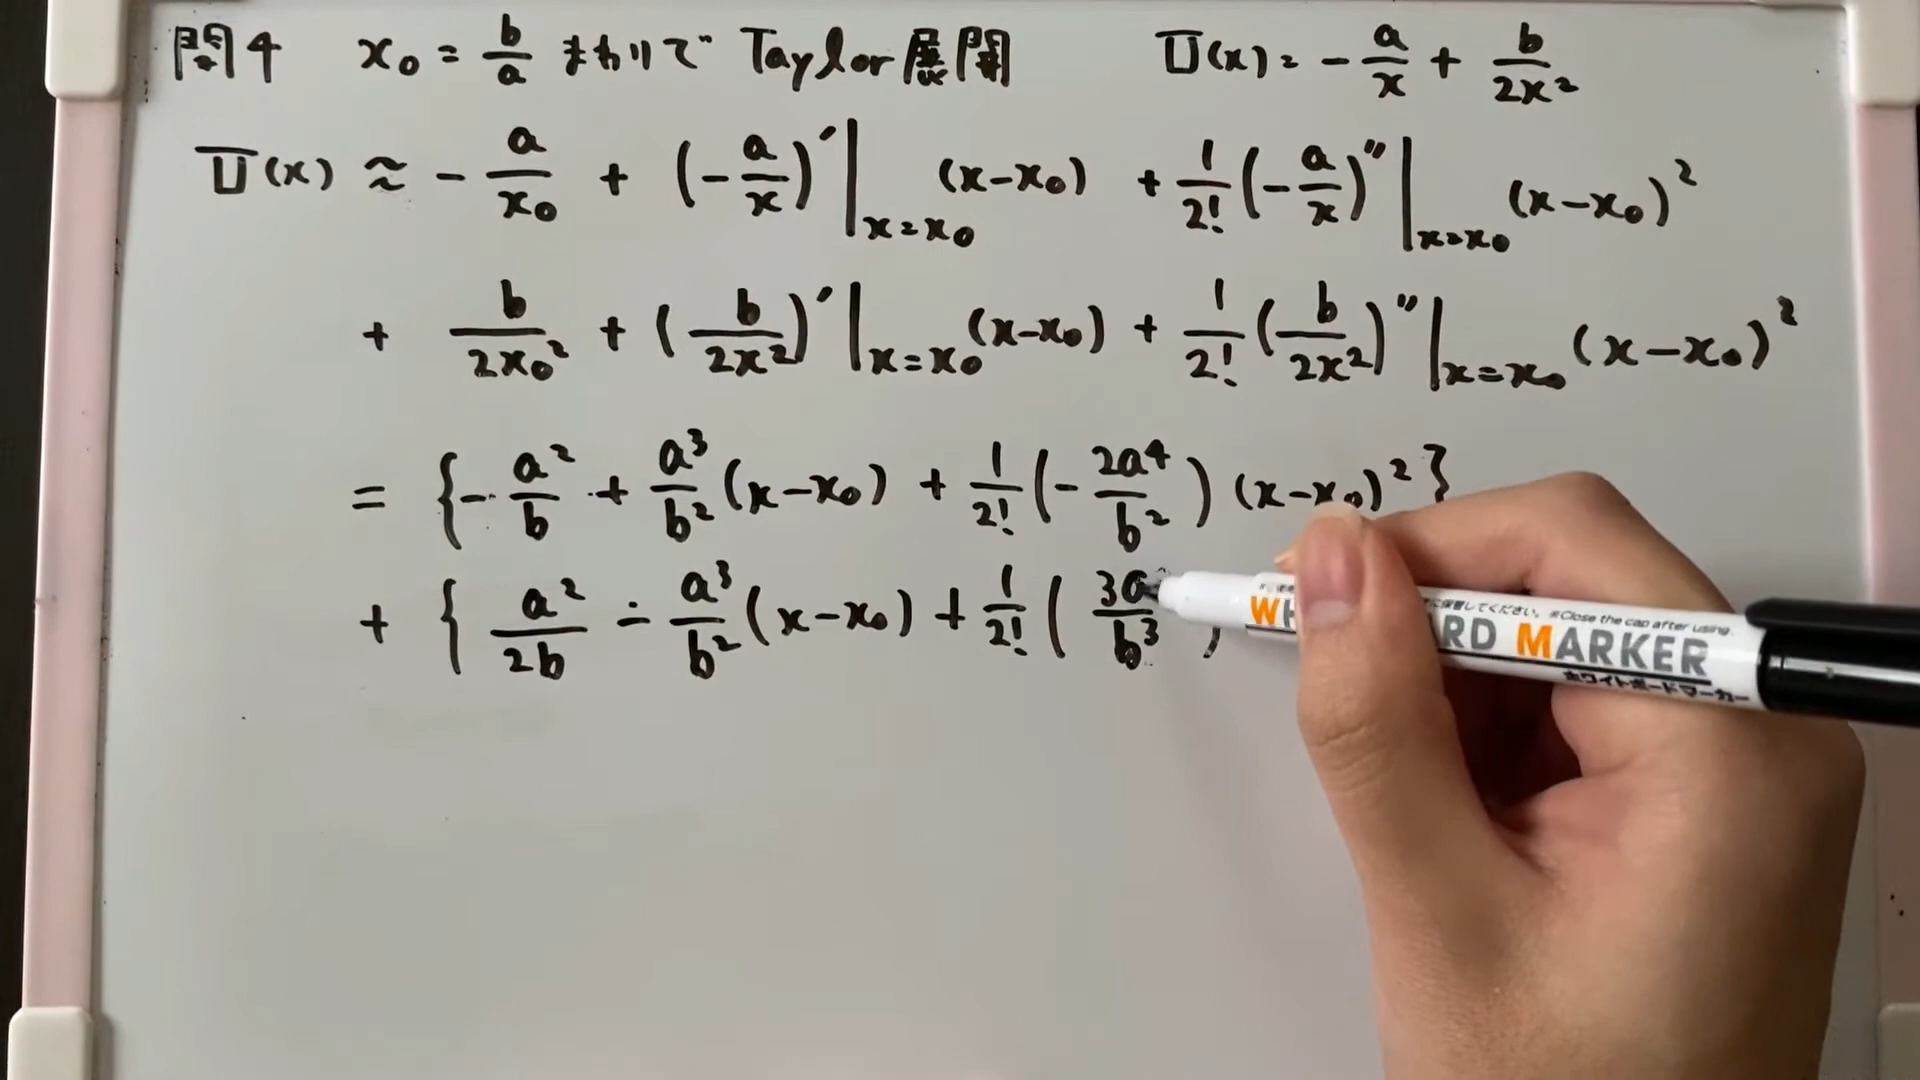 問4 x₀ = b/a まわりで Taylor展開 U(x) = - a/x + b/2x²
U(x) ≈ - a/x₀ + (- a/x)′|x=x₀ (x-x₀) + 1/2! (- a/x)″|x=x₀ (x-x₀)²
+ b/2x₀² + (b/2x²)′|x=x₀ (x-x₀) + 1/2! (b/2x²)″|x=x₀ (x-x₀)²
= {- a²/b + a³/b² (x-x₀) + 1/2! (- 2a⁴/b²) (x-x₀)²}
+ { a²/2b - a³/b² (x-x₀) + 1/2! ( 3a/b³ )
※Close the cap after using.
RD MARKER
ホワイトボードマーカー